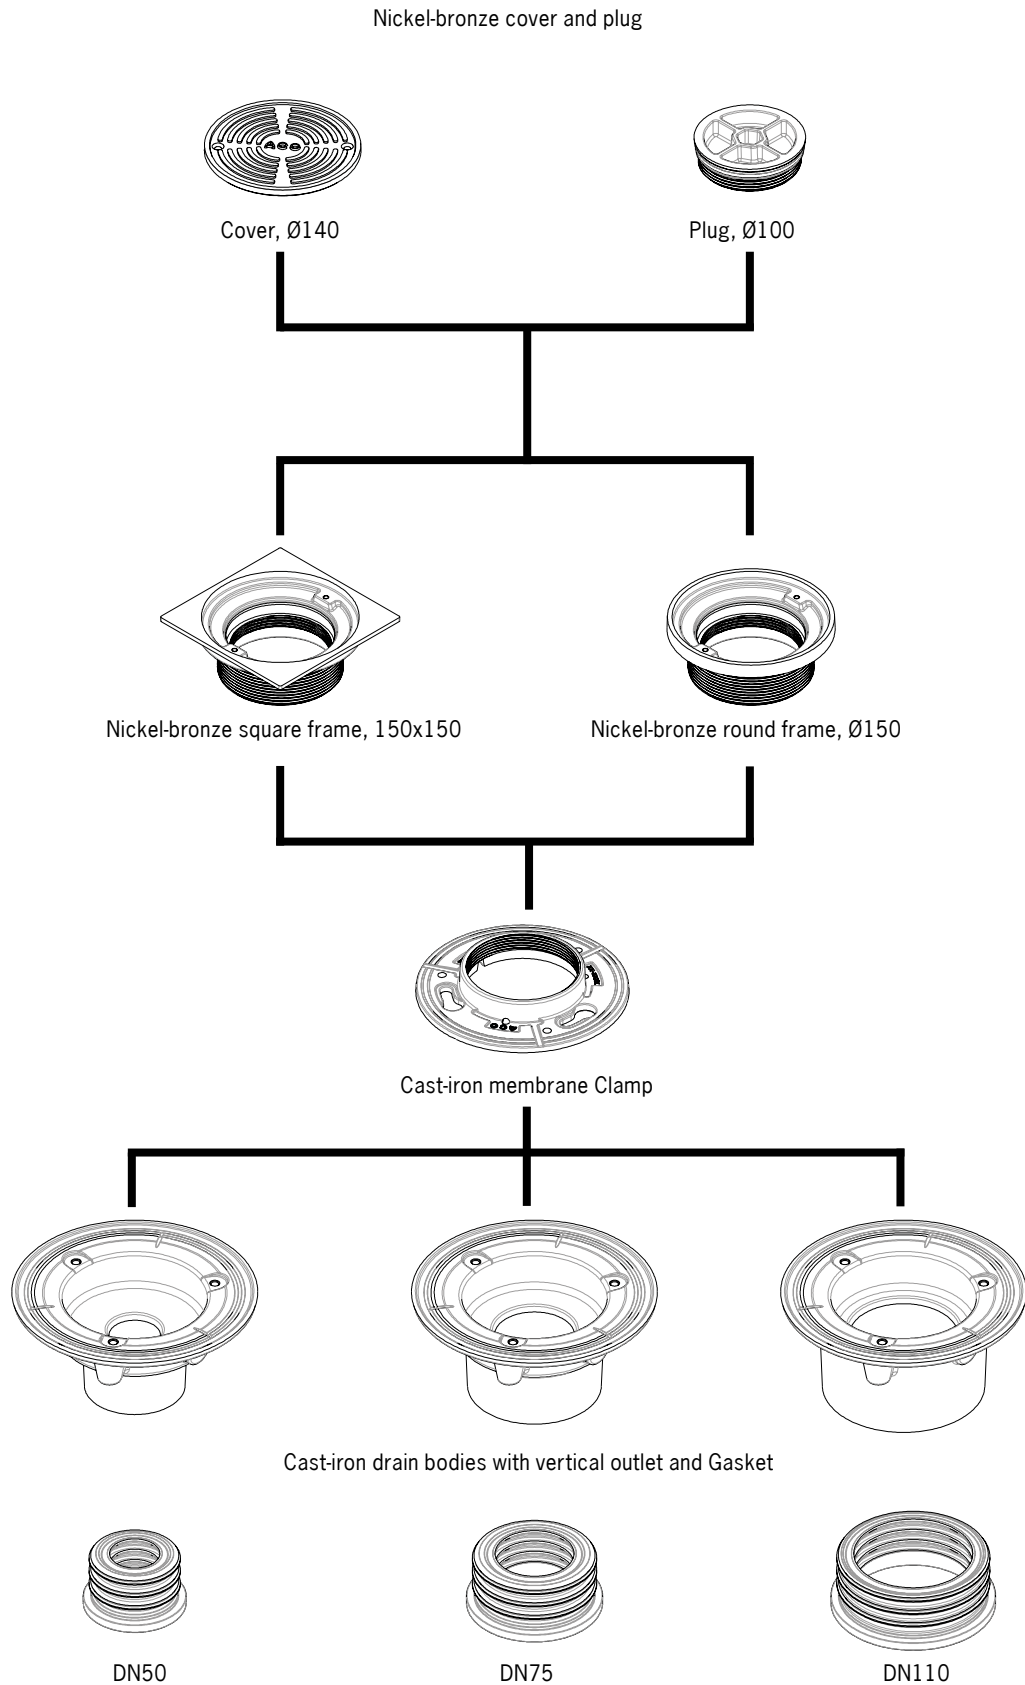 Nickel-bronze cover and plug
Cover, Ø140
Plug, Ø100
Nickel-bronze square frame, 150x150
Nickel-bronze round frame, Ø150
Cast-iron membrane Clamp
Cast-iron drain bodies with vertical outlet and Gasket
DN50
DN75
DN110